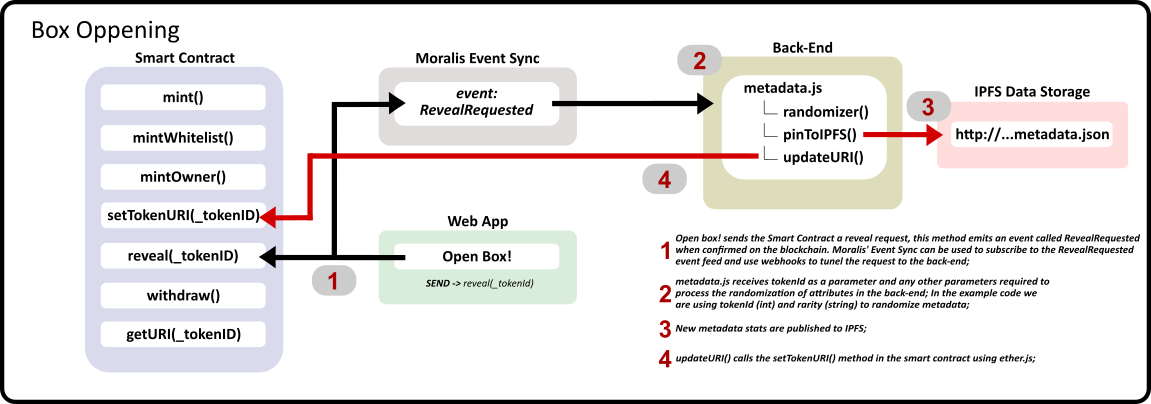 Box Oppening
Smart Contract
mint()
mintWhitelist()
mintOwner()
setTokenURI(_tokenID)
reveal(_tokenID)
withdraw()
getURI(_tokenID)
Moralis Event Sync
event:
RevealRequested
Web App
Open Box!
SEND -> reveal(_tokenId)
1
Back-End
2
metadata.js
randomizer()
pinToIPFS()
updateURI()
4
IPFS Data Storage
3
http://...metadata.json
1 Open box! sends the Smart Contract a reveal request, this method emits an event called RevealRequested
when confirmed on the blockchain. Moralis' Event Sync can be used to subscribe to the RevealRequested
event feed and use webhooks to tunel the request to the back-end;
2 metadata.js receives tokenId as a parameter and any other parameters required to
process the randomization of attributes in the back-end; In the example code we
are using tokenId (int) and rarity (string) to randomize metadata;
3 New metadata stats are published to IPFS;
4 updateURI() calls the setTokenURI() method in the smart contract using ether.js;